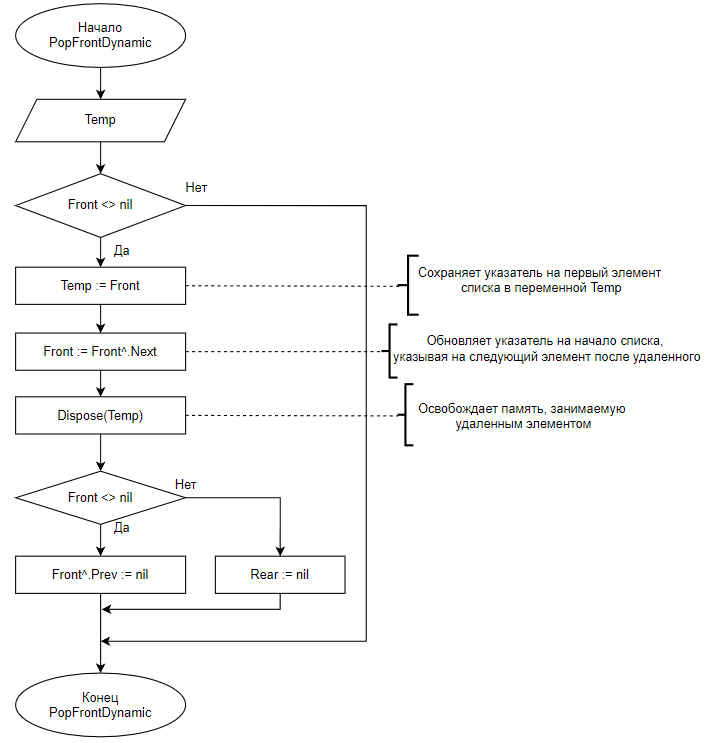 Начало
PopFrontDynamic
Temp
Front <> nil
Нет
Да
Temp := Front
Сохраняет указатель на первый элемент
списка в переменной Temp
Front := Front^.Next
Обновляет указатель на начало списка,
указывая на следующий элемент после удаленного
Dispose(Temp)
Освобождает память, занимаемую
удаленным элементом
Front <> nil
Нет
Да
Front^.Prev := nil
Rear := nil
Конец
PopFrontDynamic